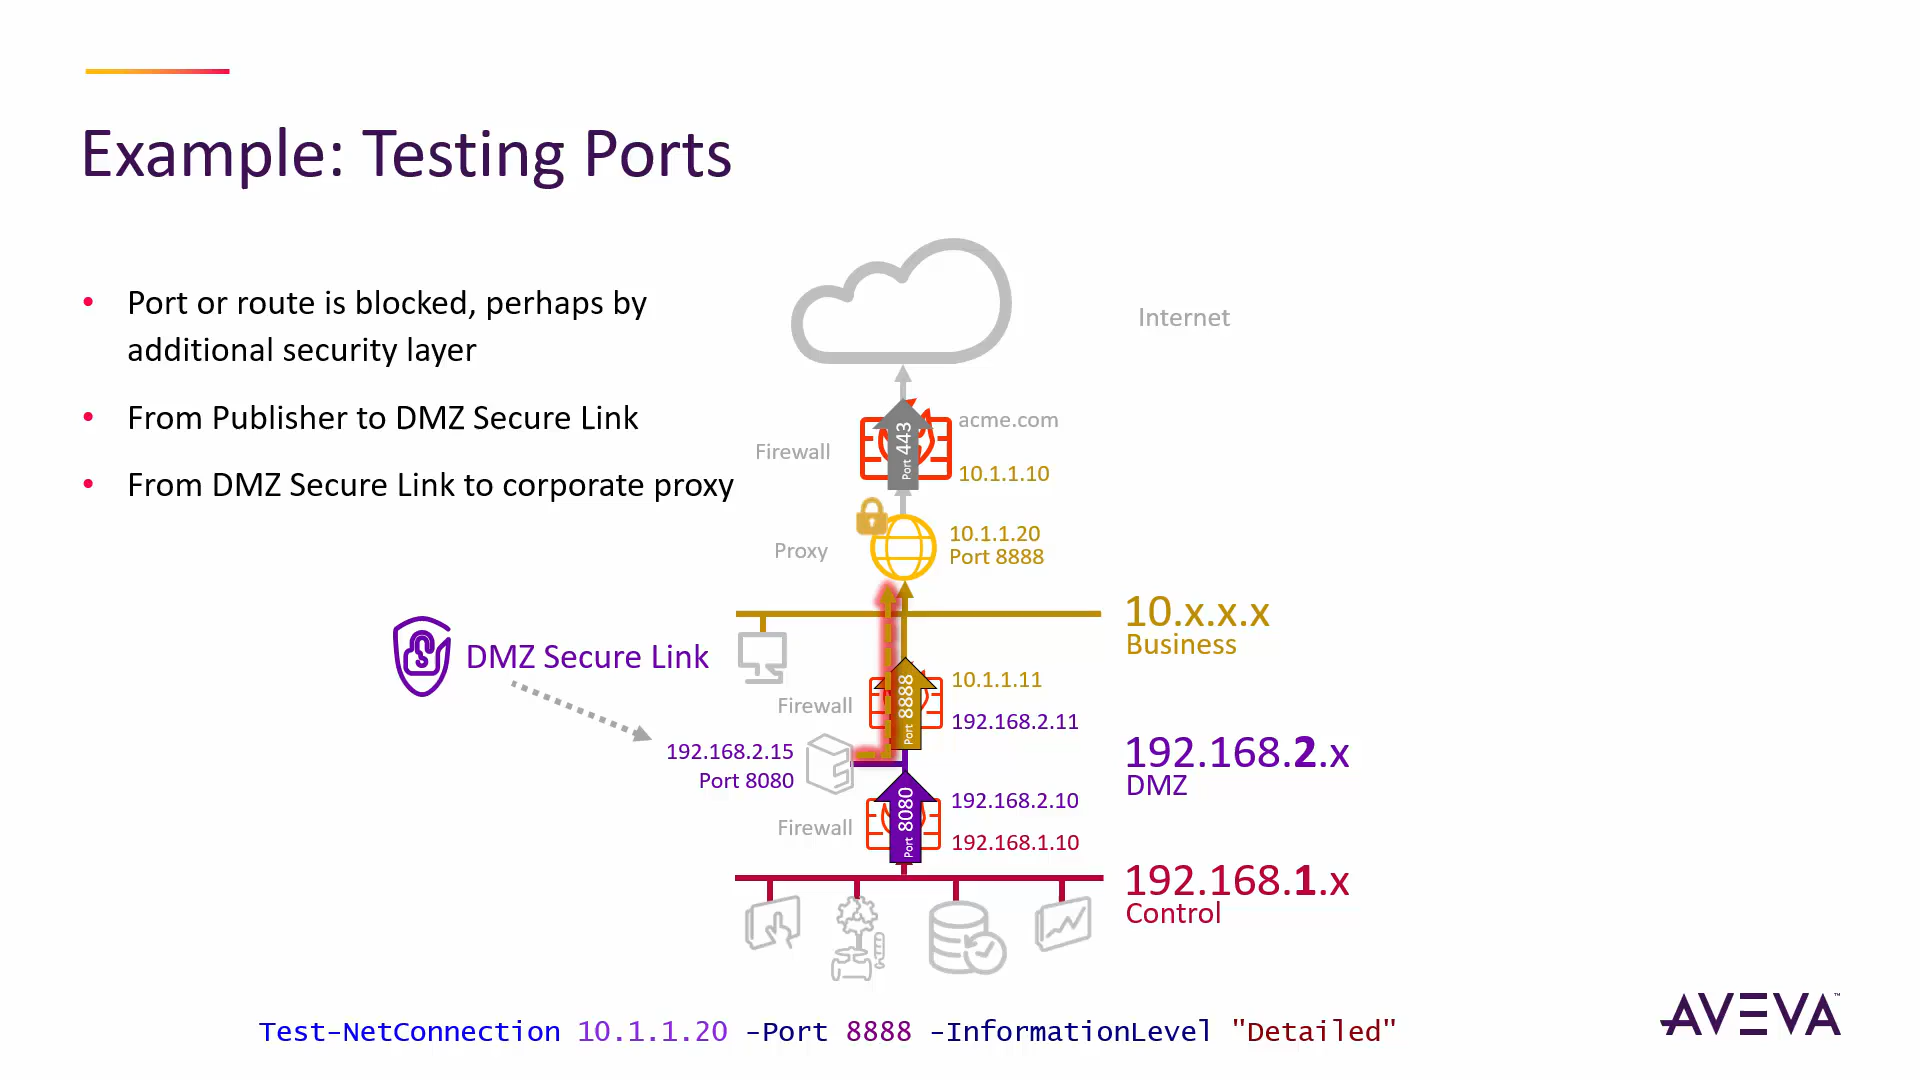 Example: Testing Ports
• Port or route is blocked, perhaps by
additional security layer
• From Publisher to DMZ Secure Link
• From DMZ Secure Link to corporate proxy
Internet
acme.com
Firewall
Port 443
10.1.1.10
Proxy
10.1.1.20
Port 8888
10.x.x.x
Business
DMZ Secure Link
Firewall
Port 8888
10.1.1.11
192.168.2.11
192.168.2.15
Port 8080
192.168.2.x
DMZ
Firewall
Port 8080
192.168.2.10
192.168.1.10
192.168.1.x
Control
Test-NetConnection 10.1.1.20 -Port 8888 -InformationLevel "Detailed"
AVEVA™